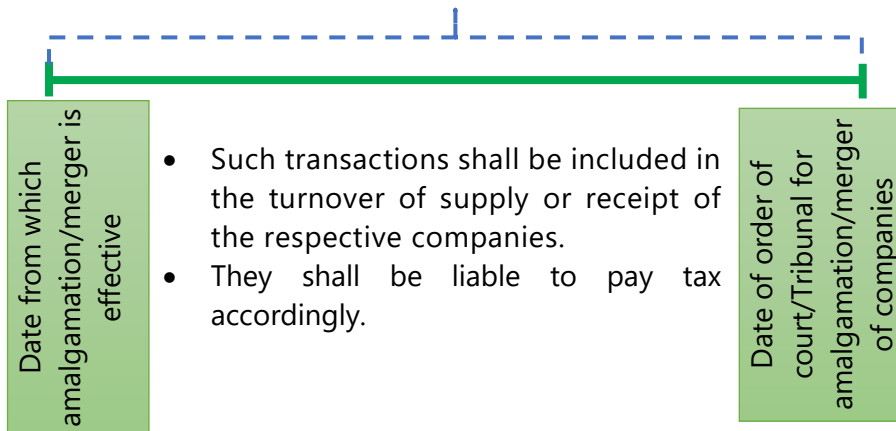 Date from which
amalgamation/merger is
effective
• Such transactions shall be included in
the turnover of supply or receipt of
the respective companies.
• They shall be liable to pay tax
accordingly.
Date of order of
court/Tribunal for
amalgamation/merger
of companies